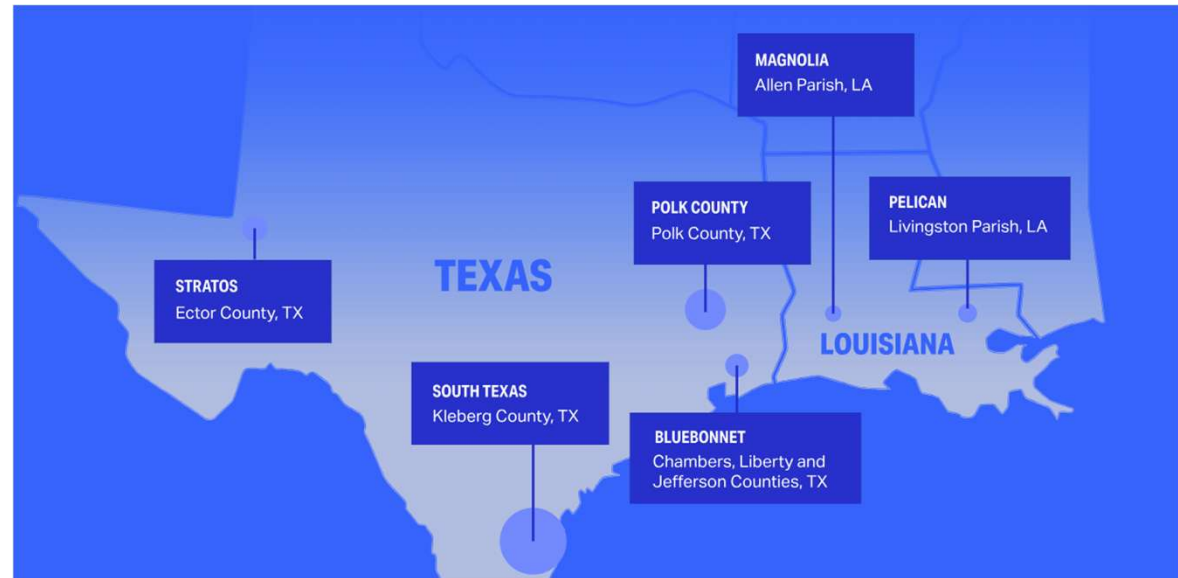 MAGNOLIA
Allen Parish, LA
POLK COUNTY
Polk County, TX
PELICAN
Livingston Parish, LA
STRATOS
Ector County, TX
TEXAS
LOUISIANA
SOUTH TEXAS
Kleberg County, TX
BLUEBONNET
Chambers, Liberty and
Jefferson Counties, TX